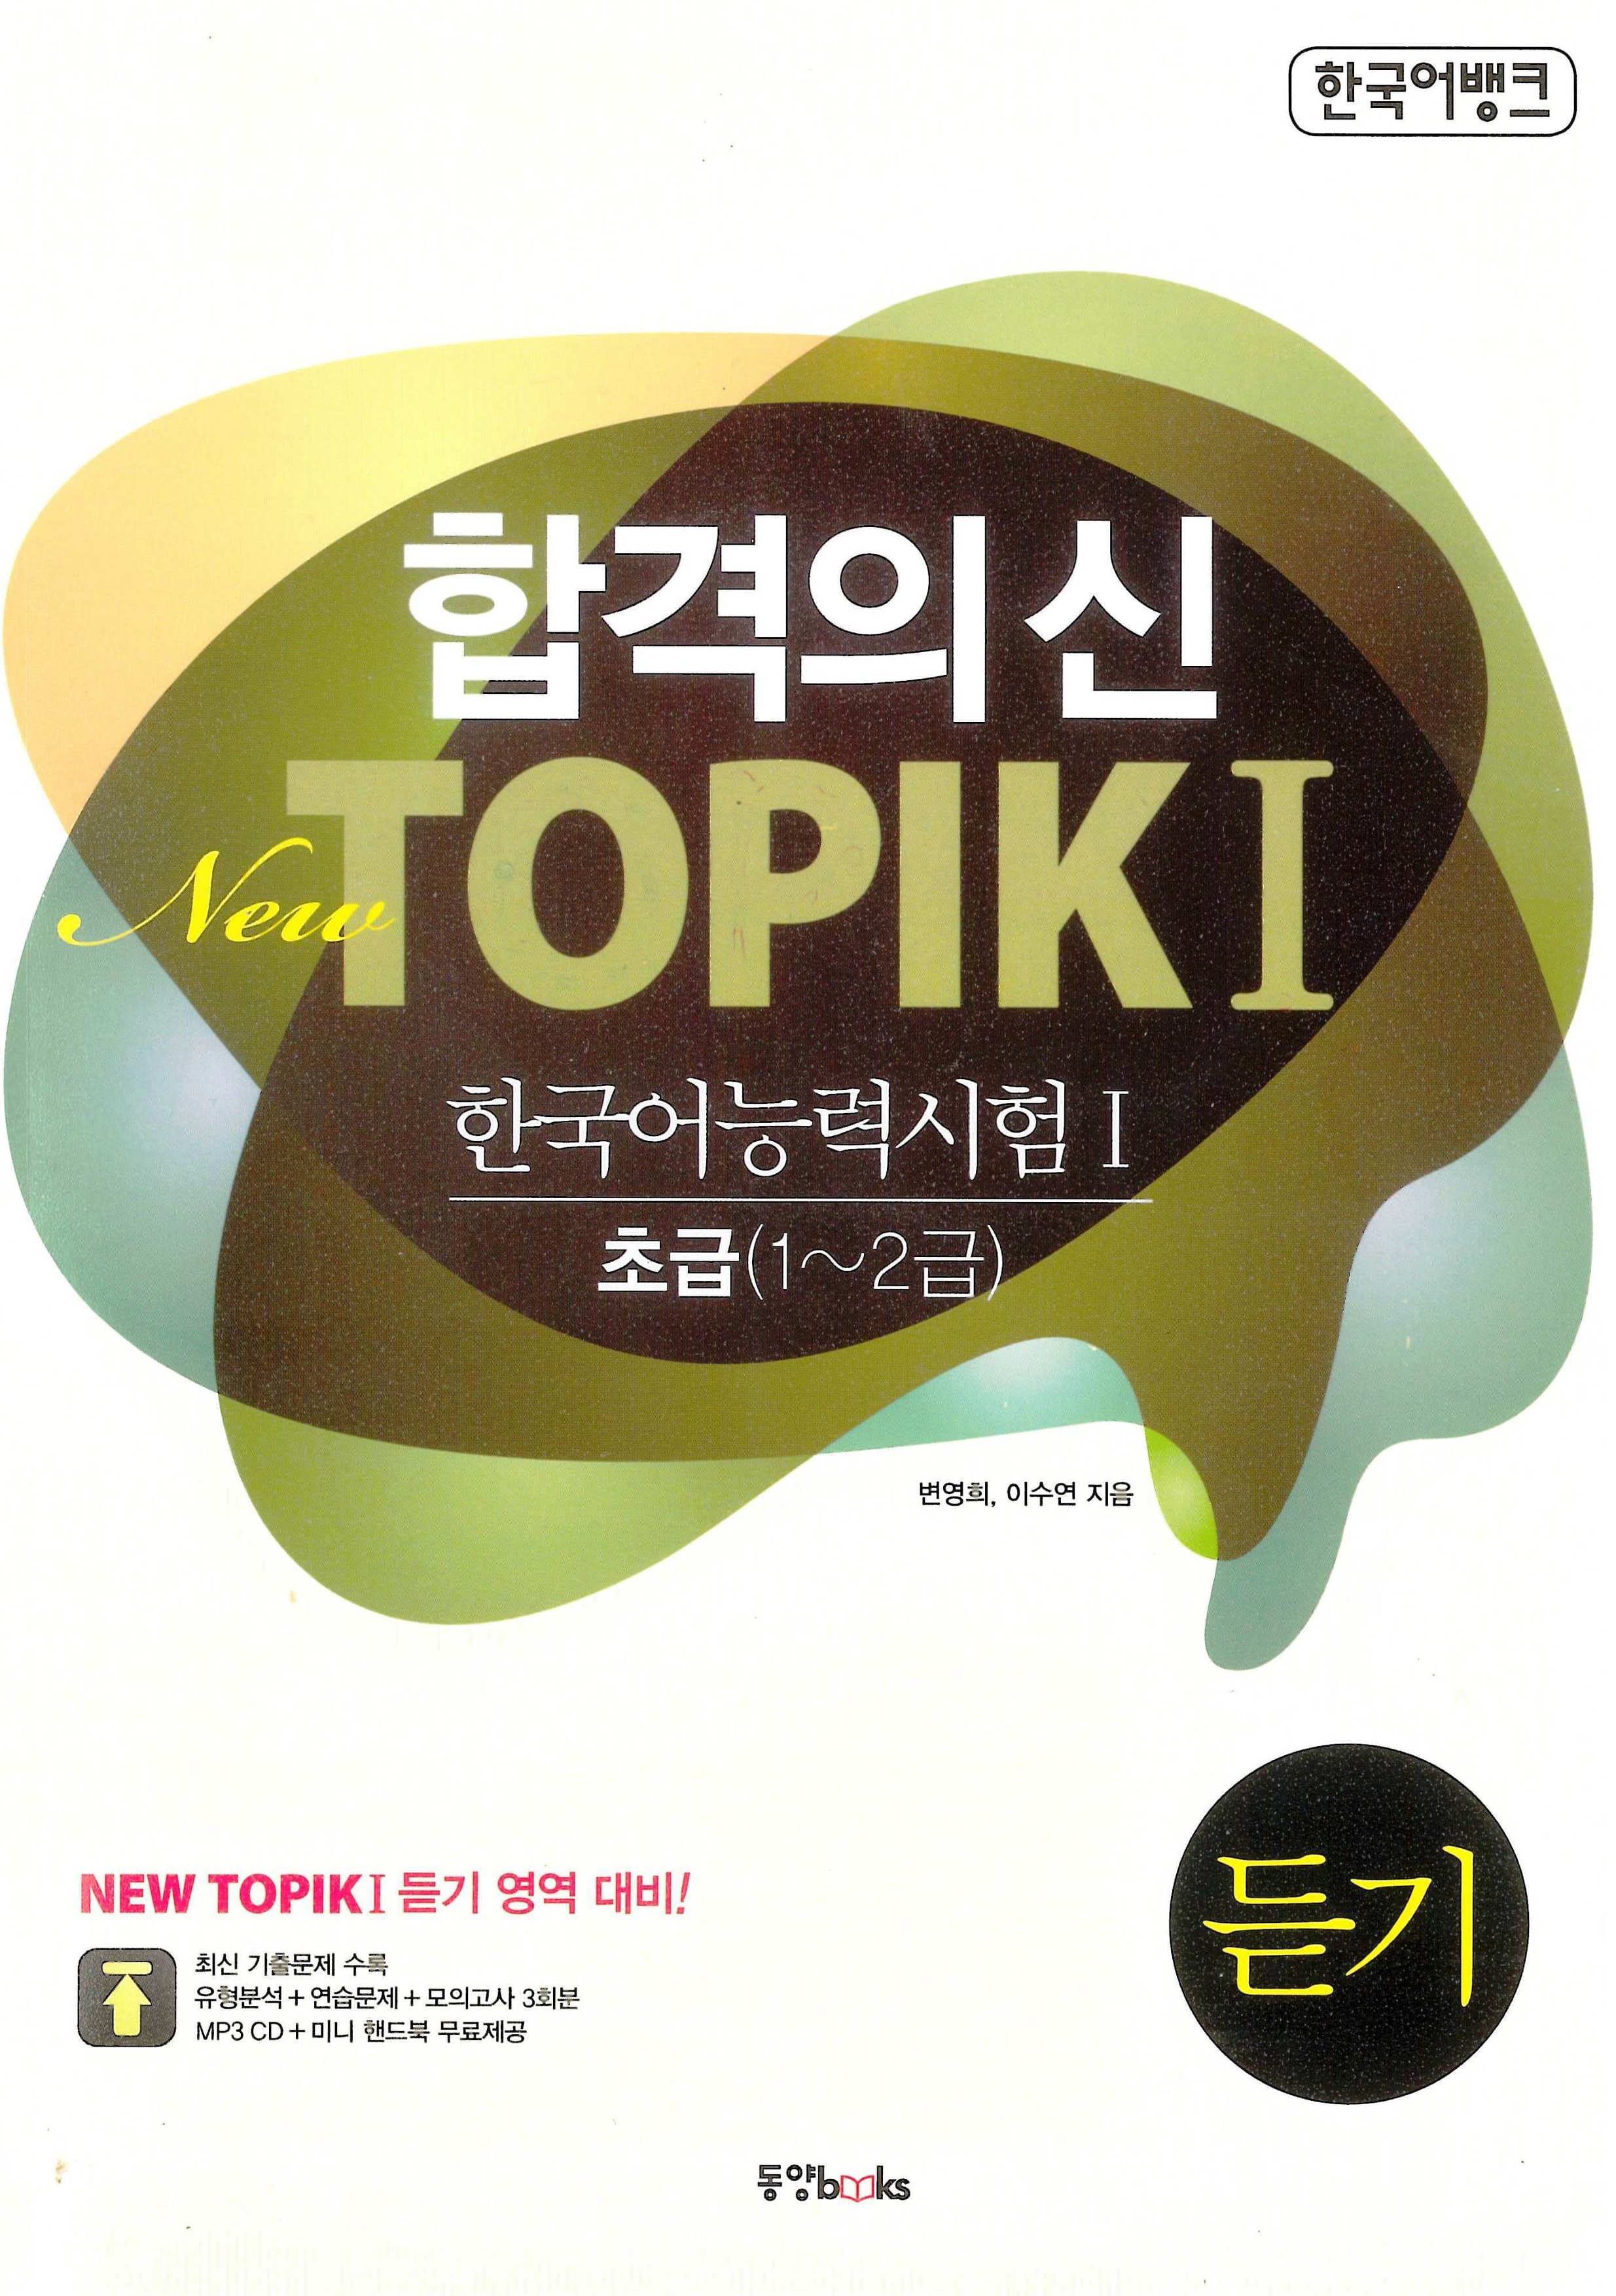 한국어뱅크
합격의 신
New TOPIK I
한국어능력시험 I
초급(1~2급)
변영희, 이수연 지음
듣기
NEW TOPIK I 듣기 영역 대비!
최신 기출문제 수록
유형분석+연습문제+모의고사 3회분
MP3 CD+미니 핸드북 무료제공
동양books